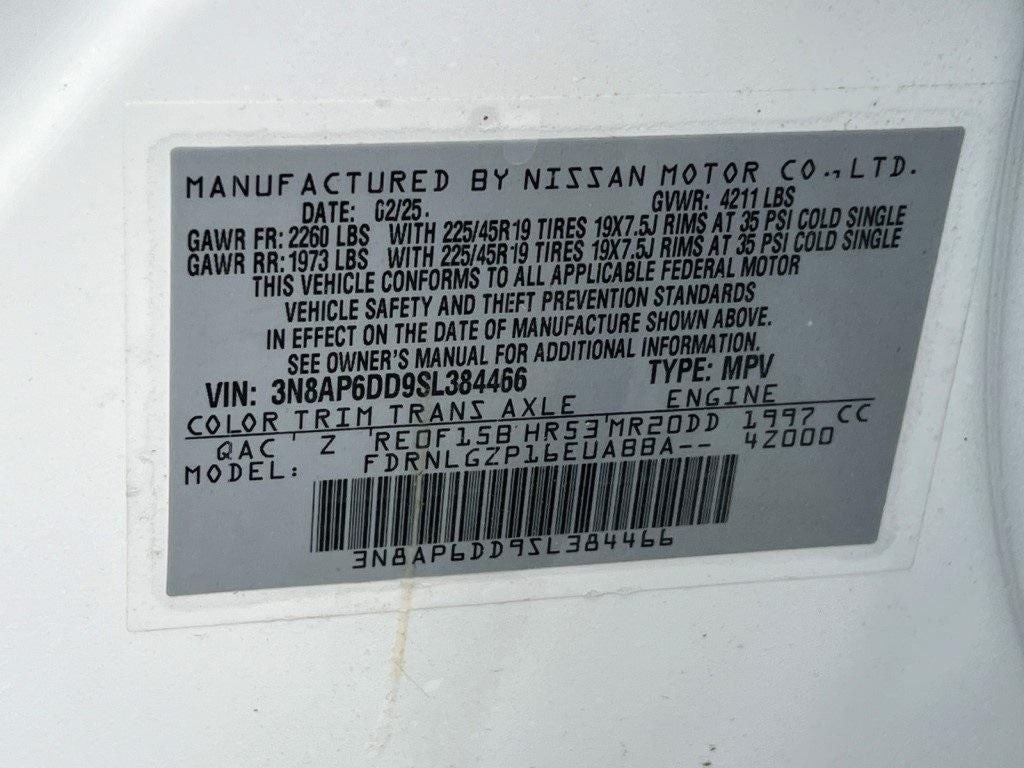 MANUFACTURED BY NISSAN MOTOR CO., LTD.
DATE: 02/25. GVWR: 4211 LBS
GAWR FR: 2260 LBS WITH 225/45R19 TIRES 19X7.5J RIMS AT 35 PSI COLD SINGLE
GAWR RR: 1973 LBS WITH 225/45R19 TIRES 19X7.5J RIMS AT 35 PSI COLD SINGLE
THIS VEHICLE CONFORMS TO ALL APPLICABLE FEDERAL MOTOR
VEHICLE SAFETY AND THEFT PREVENTION STANDARDS
IN EFFECT ON THE DATE OF MANUFACTURE SHOWN ABOVE.
SEE OWNER'S MANUAL FOR ADDITIONAL INFORMATION.
VIN: 3N8AP6DD9SL384466 TYPE: MPV
COLOR TRIM TRANS AXLE ENGINE
QAC Z RE0F15B HR53 MR20DD 1997 CC
MODEL: FDRNLGZP16EUABBA-- 4Z000
3N8AP6DD9SL384466